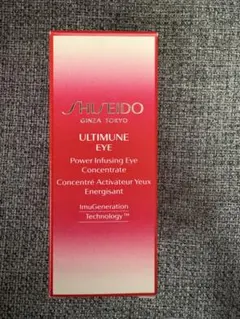 SHISEIDO
GINZA TOKYO
ULTIMUNE
EYE
Power Infusing Eye
Concentrate
Concentré Activateur Yeux
Energisant
ImuGeneration
Technology™